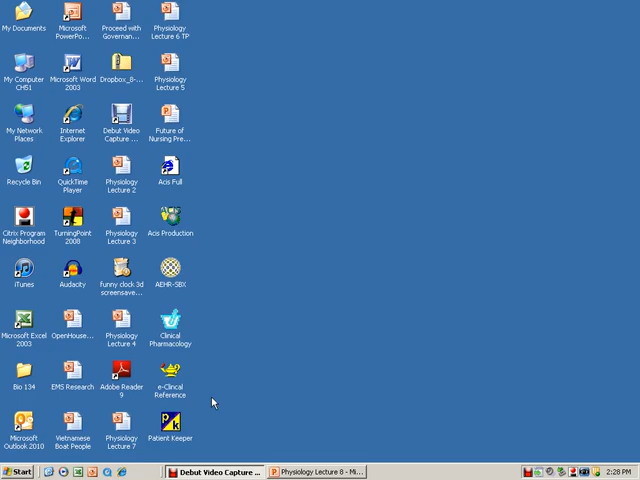 My Documents
Microsoft
PowerPo...
Proceed with
Governan...
Physiology
Lecture 6 TP
My Computer
CH51
Microsoft Word
2003
Dropbox_8-...
Physiology
Lecture 5
My Network
Places
Internet
Explorer
Debut Video
Capture ...
Future of
Nursing Pre...
Recycle Bin
QuickTime
Player
Physiology
Lecture 2
Acis Full
Citrix Program
Neighborhood
TurningPoint
2008
Physiology
Lecture 3
Acis Production
iTunes
Audacity
funny clock 3d
screensave...
AEHR-SBX
Microsoft Excel
2003
OpenHouse...
Physiology
Lecture 4
Clinical
Pharmacology
Bio 134
EMS Research
Adobe Reader
9
e-Clincal
Reference
Microsoft
Outlook 2010
Vietnamese
Boat People
Physiology
Lecture 7
Patient Keeper
Start
Debut Video Capture ...
Physiology Lecture 8 - Mi...
2:28 PM